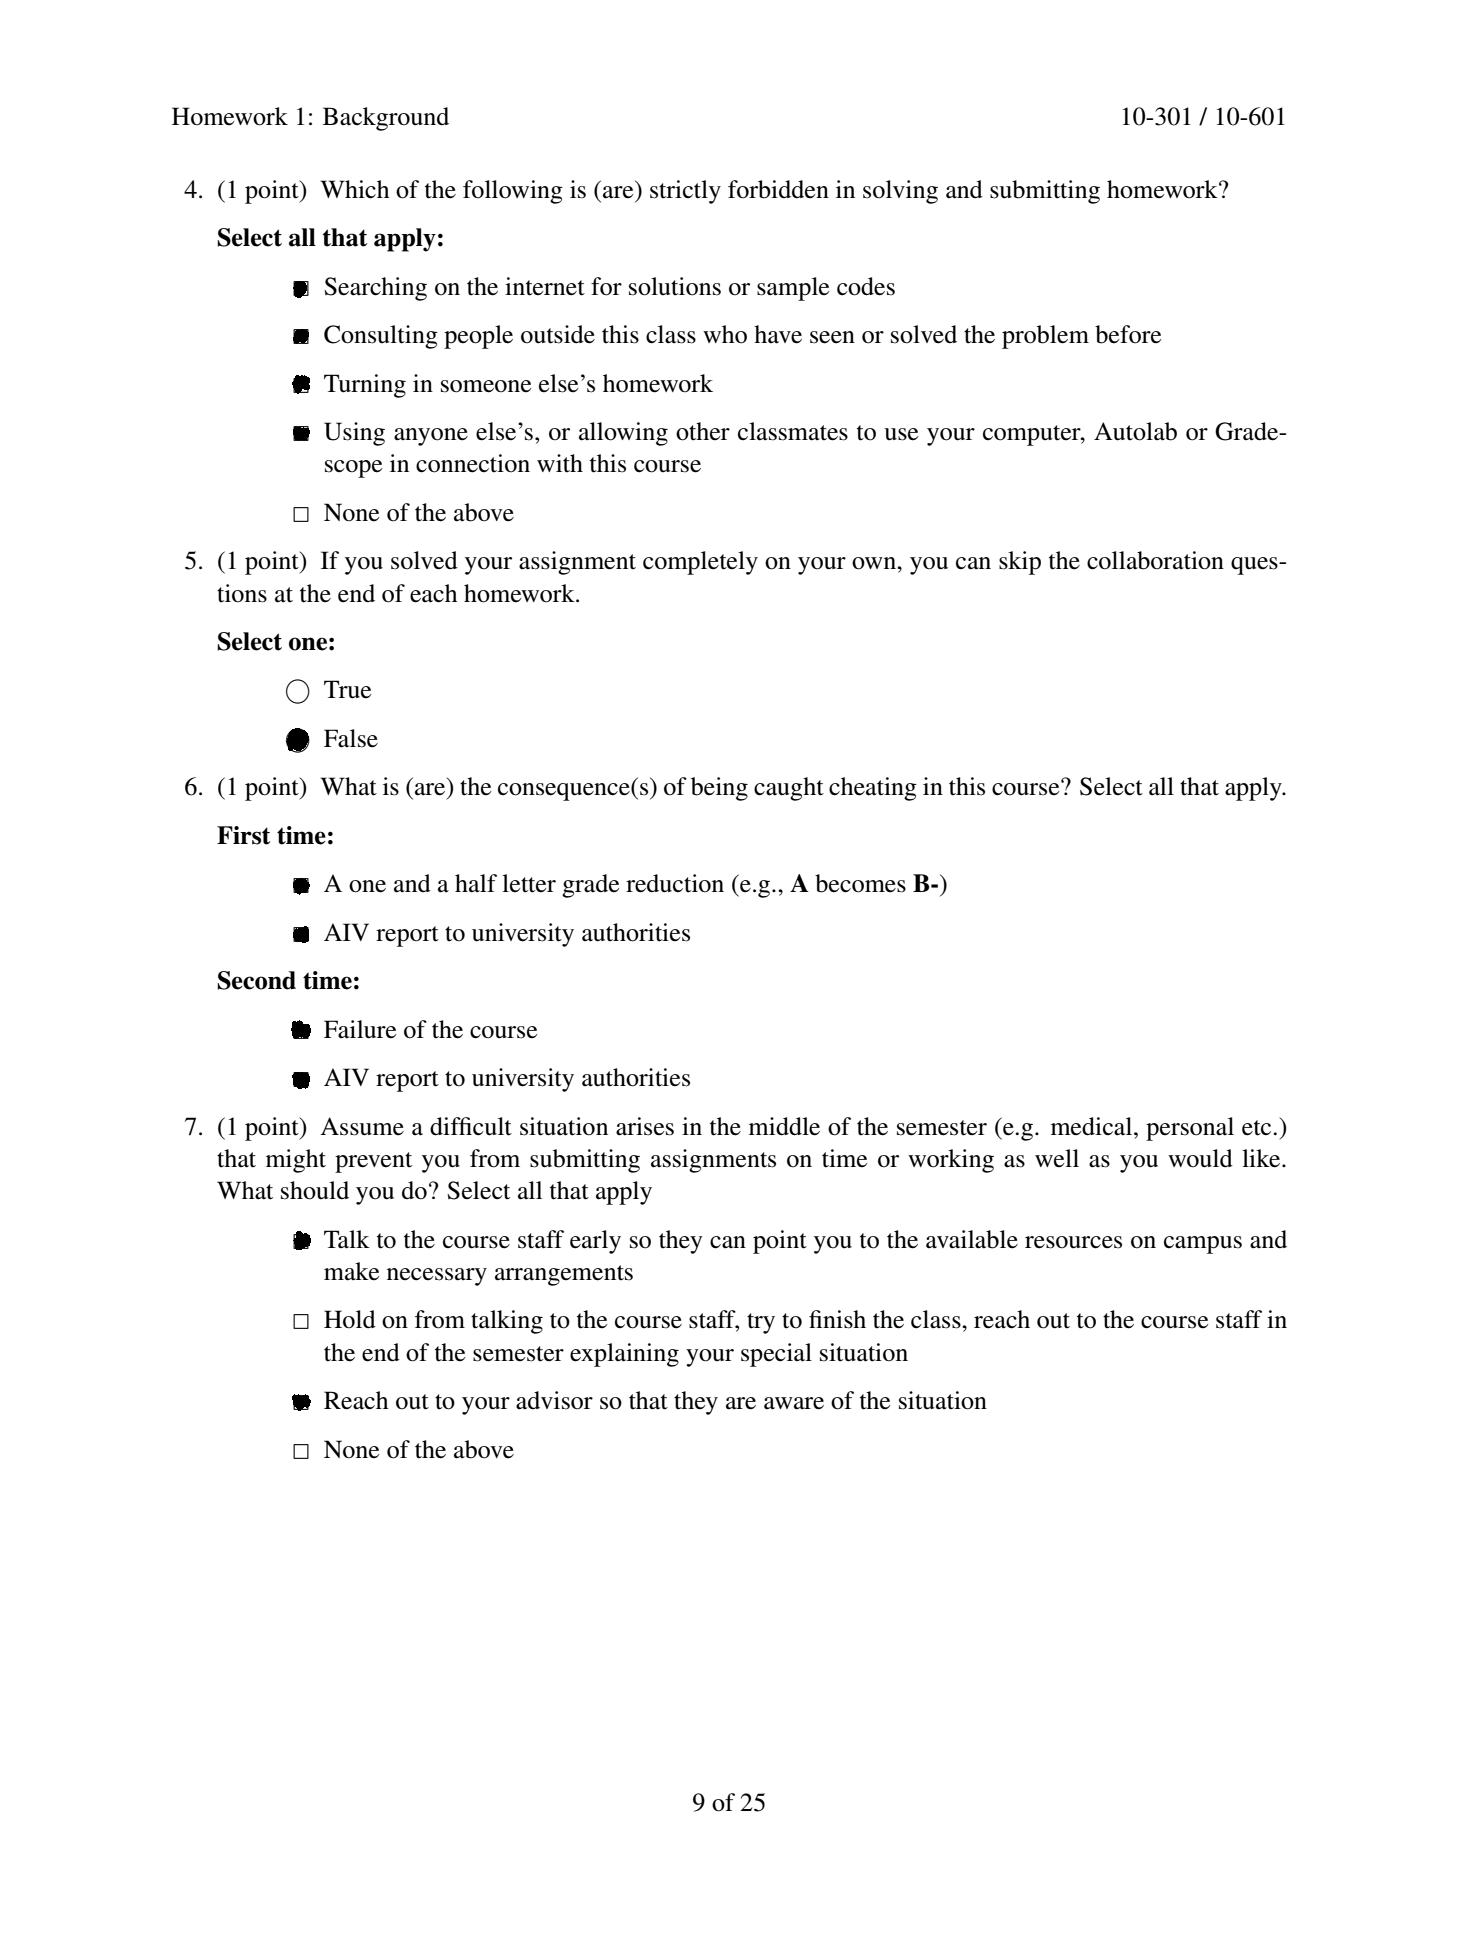 Homework 1: Background 10-301 / 10-601
4. (1 point) Which of the following is (are) strictly forbidden in solving and submitting homework?
Select all that apply:
■ Searching on the internet for solutions or sample codes
■ Consulting people outside this class who have seen or solved the problem before
■ Turning in someone else's homework
■ Using anyone else's, or allowing other classmates to use your computer, Autolab or Grade-
scope in connection with this course
□ None of the above
5. (1 point) If you solved your assignment completely on your own, you can skip the collaboration ques-
tions at the end of each homework.
Select one:
○ True
● False
6. (1 point) What is (are) the consequence(s) of being caught cheating in this course? Select all that apply.
First time:
■ A one and a half letter grade reduction (e.g., A becomes B-)
■ AIV report to university authorities
Second time:
■ Failure of the course
■ AIV report to university authorities
7. (1 point) Assume a difficult situation arises in the middle of the semester (e.g. medical, personal etc.)
that might prevent you from submitting assignments on time or working as well as you would like.
What should you do? Select all that apply
■ Talk to the course staff early so they can point you to the available resources on campus and
make necessary arrangements
□ Hold on from talking to the course staff, try to finish the class, reach out to the course staff in
the end of the semester explaining your special situation
■ Reach out to your advisor so that they are aware of the situation
□ None of the above
9 of 25